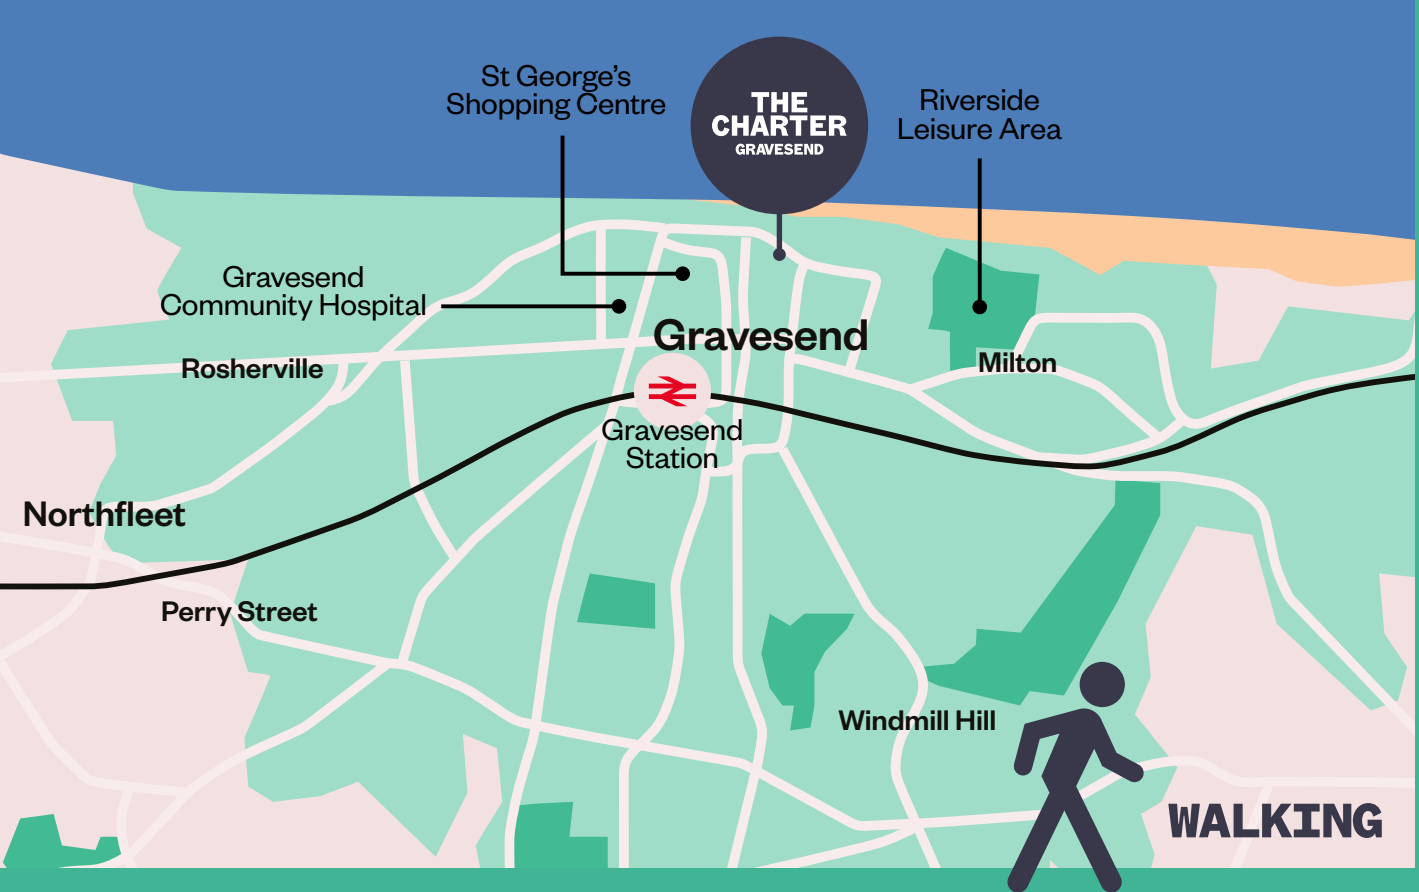 St George’s
Shopping Centre
THE
CHARTER
GRAVESEND
Riverside
Leisure Area
Gravesend
Community Hospital
Gravesend
Rosherville
Milton
Gravesend
Station
Northfleet
Perry Street
Windmill Hill
WALKING